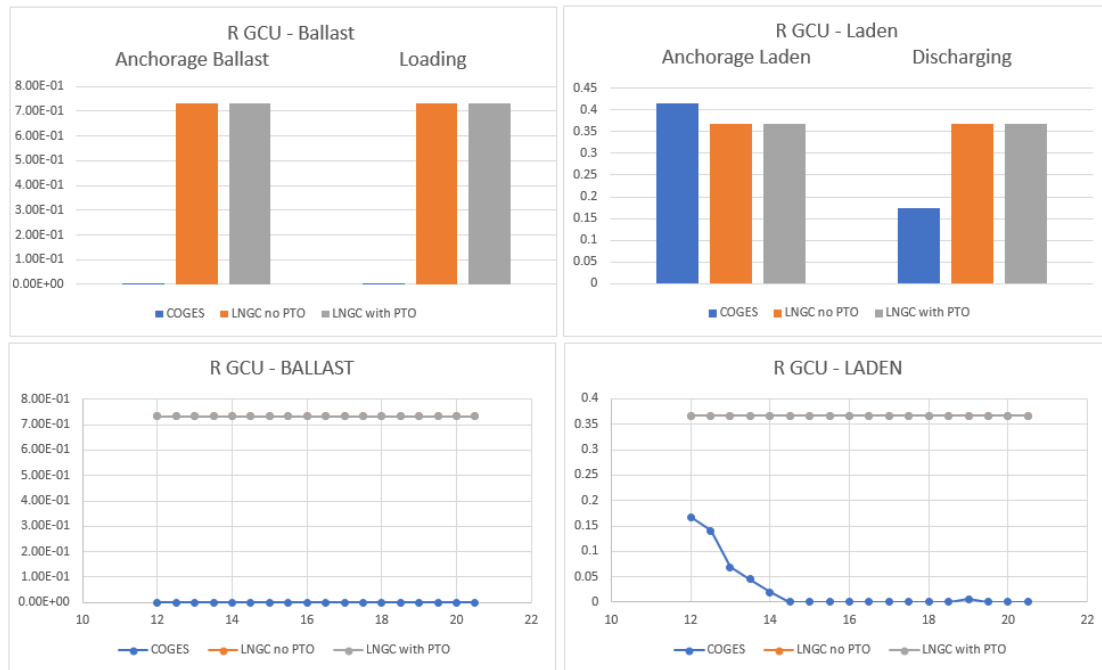 R GCU - Ballast
Anchorage Ballast Loading
8.00E-01
7.00E-01
6.00E-01
5.00E-01
4.00E-01
3.00E-01
2.00E-01
1.00E-01
0.00E+00
COGES LNGC no PTO LNGC with PTO
R GCU - Laden
Anchorage Laden Discharging
0.45
0.4
0.35
0.3
0.25
0.2
0.15
0.1
0.05
0
COGES LNGC no PTO LNGC with PTO
R GCU - BALLAST
8.00E-01
7.00E-01
6.00E-01
5.00E-01
4.00E-01
3.00E-01
2.00E-01
1.00E-01
0.00E+00
10 12 14 16 18 20 22
COGES LNGC no PTO LNGC with PTO
R GCU - LADEN
0.4
0.35
0.3
0.25
0.2
0.15
0.1
0.05
0
10 12 14 16 18 20 22
COGES LNGC no PTO LNGC with PTO